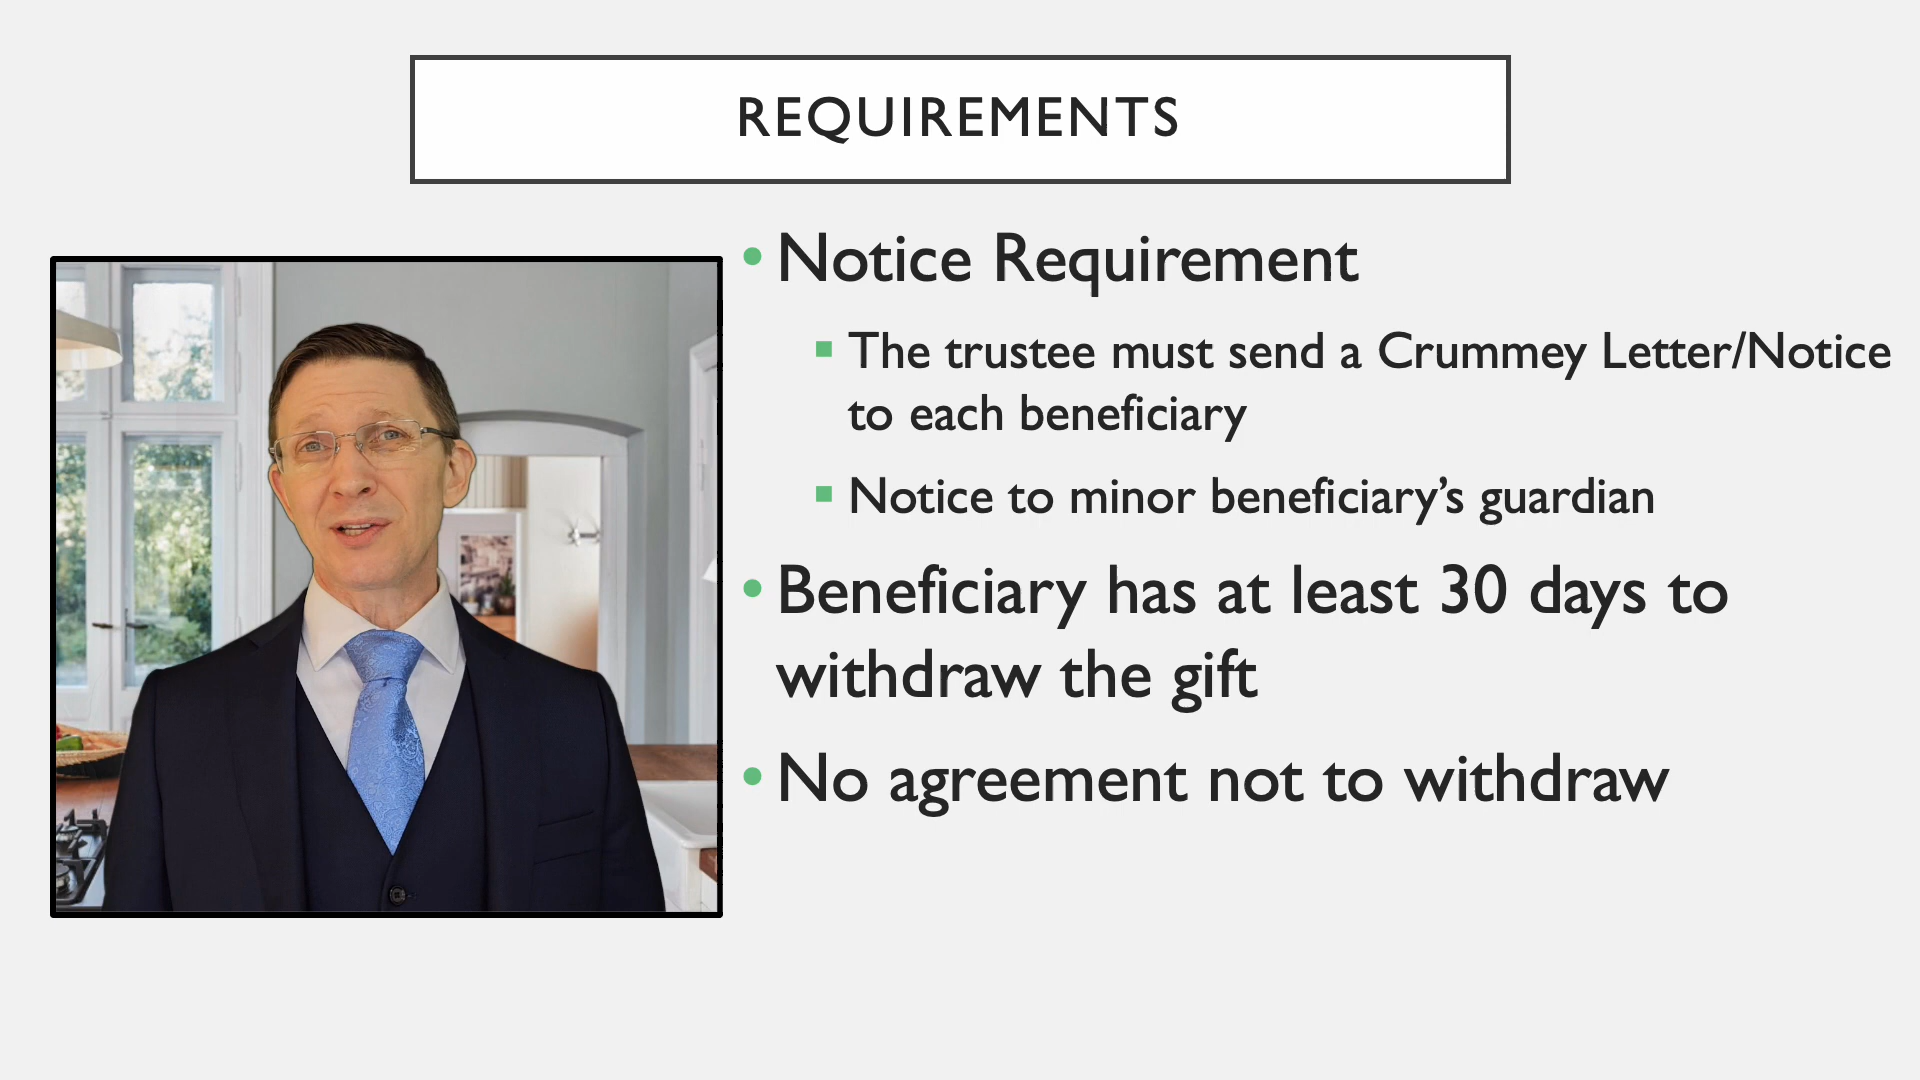 REQUIREMENTS
• Notice Requirement
▪ The trustee must send a Crummey Letter/Notice
to each beneficiary
▪ Notice to minor beneficiary’s guardian
• Beneficiary has at least 30 days to
withdraw the gift
• No agreement not to withdraw